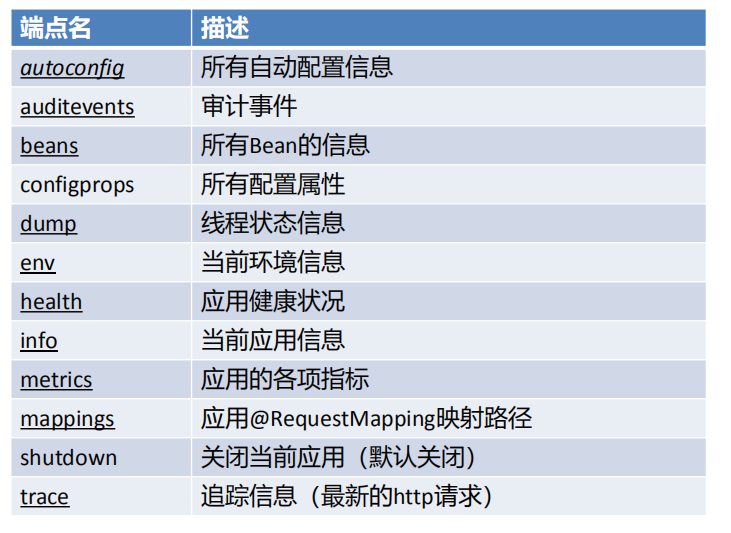 端点名 描述
autoconfig 所有自动配置信息
auditevents 审计事件
beans 所有Bean的信息
configprops 所有配置属性
dump 线程状态信息
env 当前环境信息
health 应用健康状况
info 当前应用信息
metrics 应用的各项指标
mappings 应用@RequestMapping映射路径
shutdown 关闭当前应用（默认关闭）
trace 追踪信息（最新的http请求）